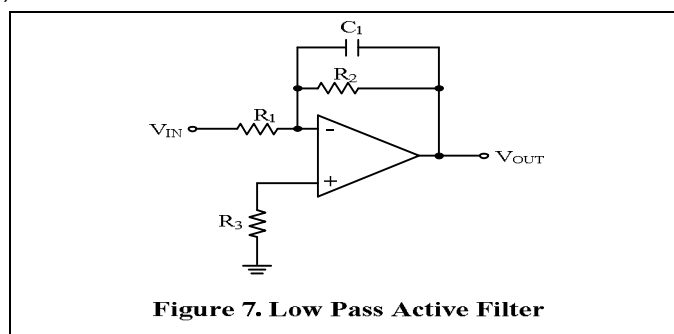 C1
R2
R1
VIN
-
VOUT
+
R3
Figure 7. Low Pass Active Filter